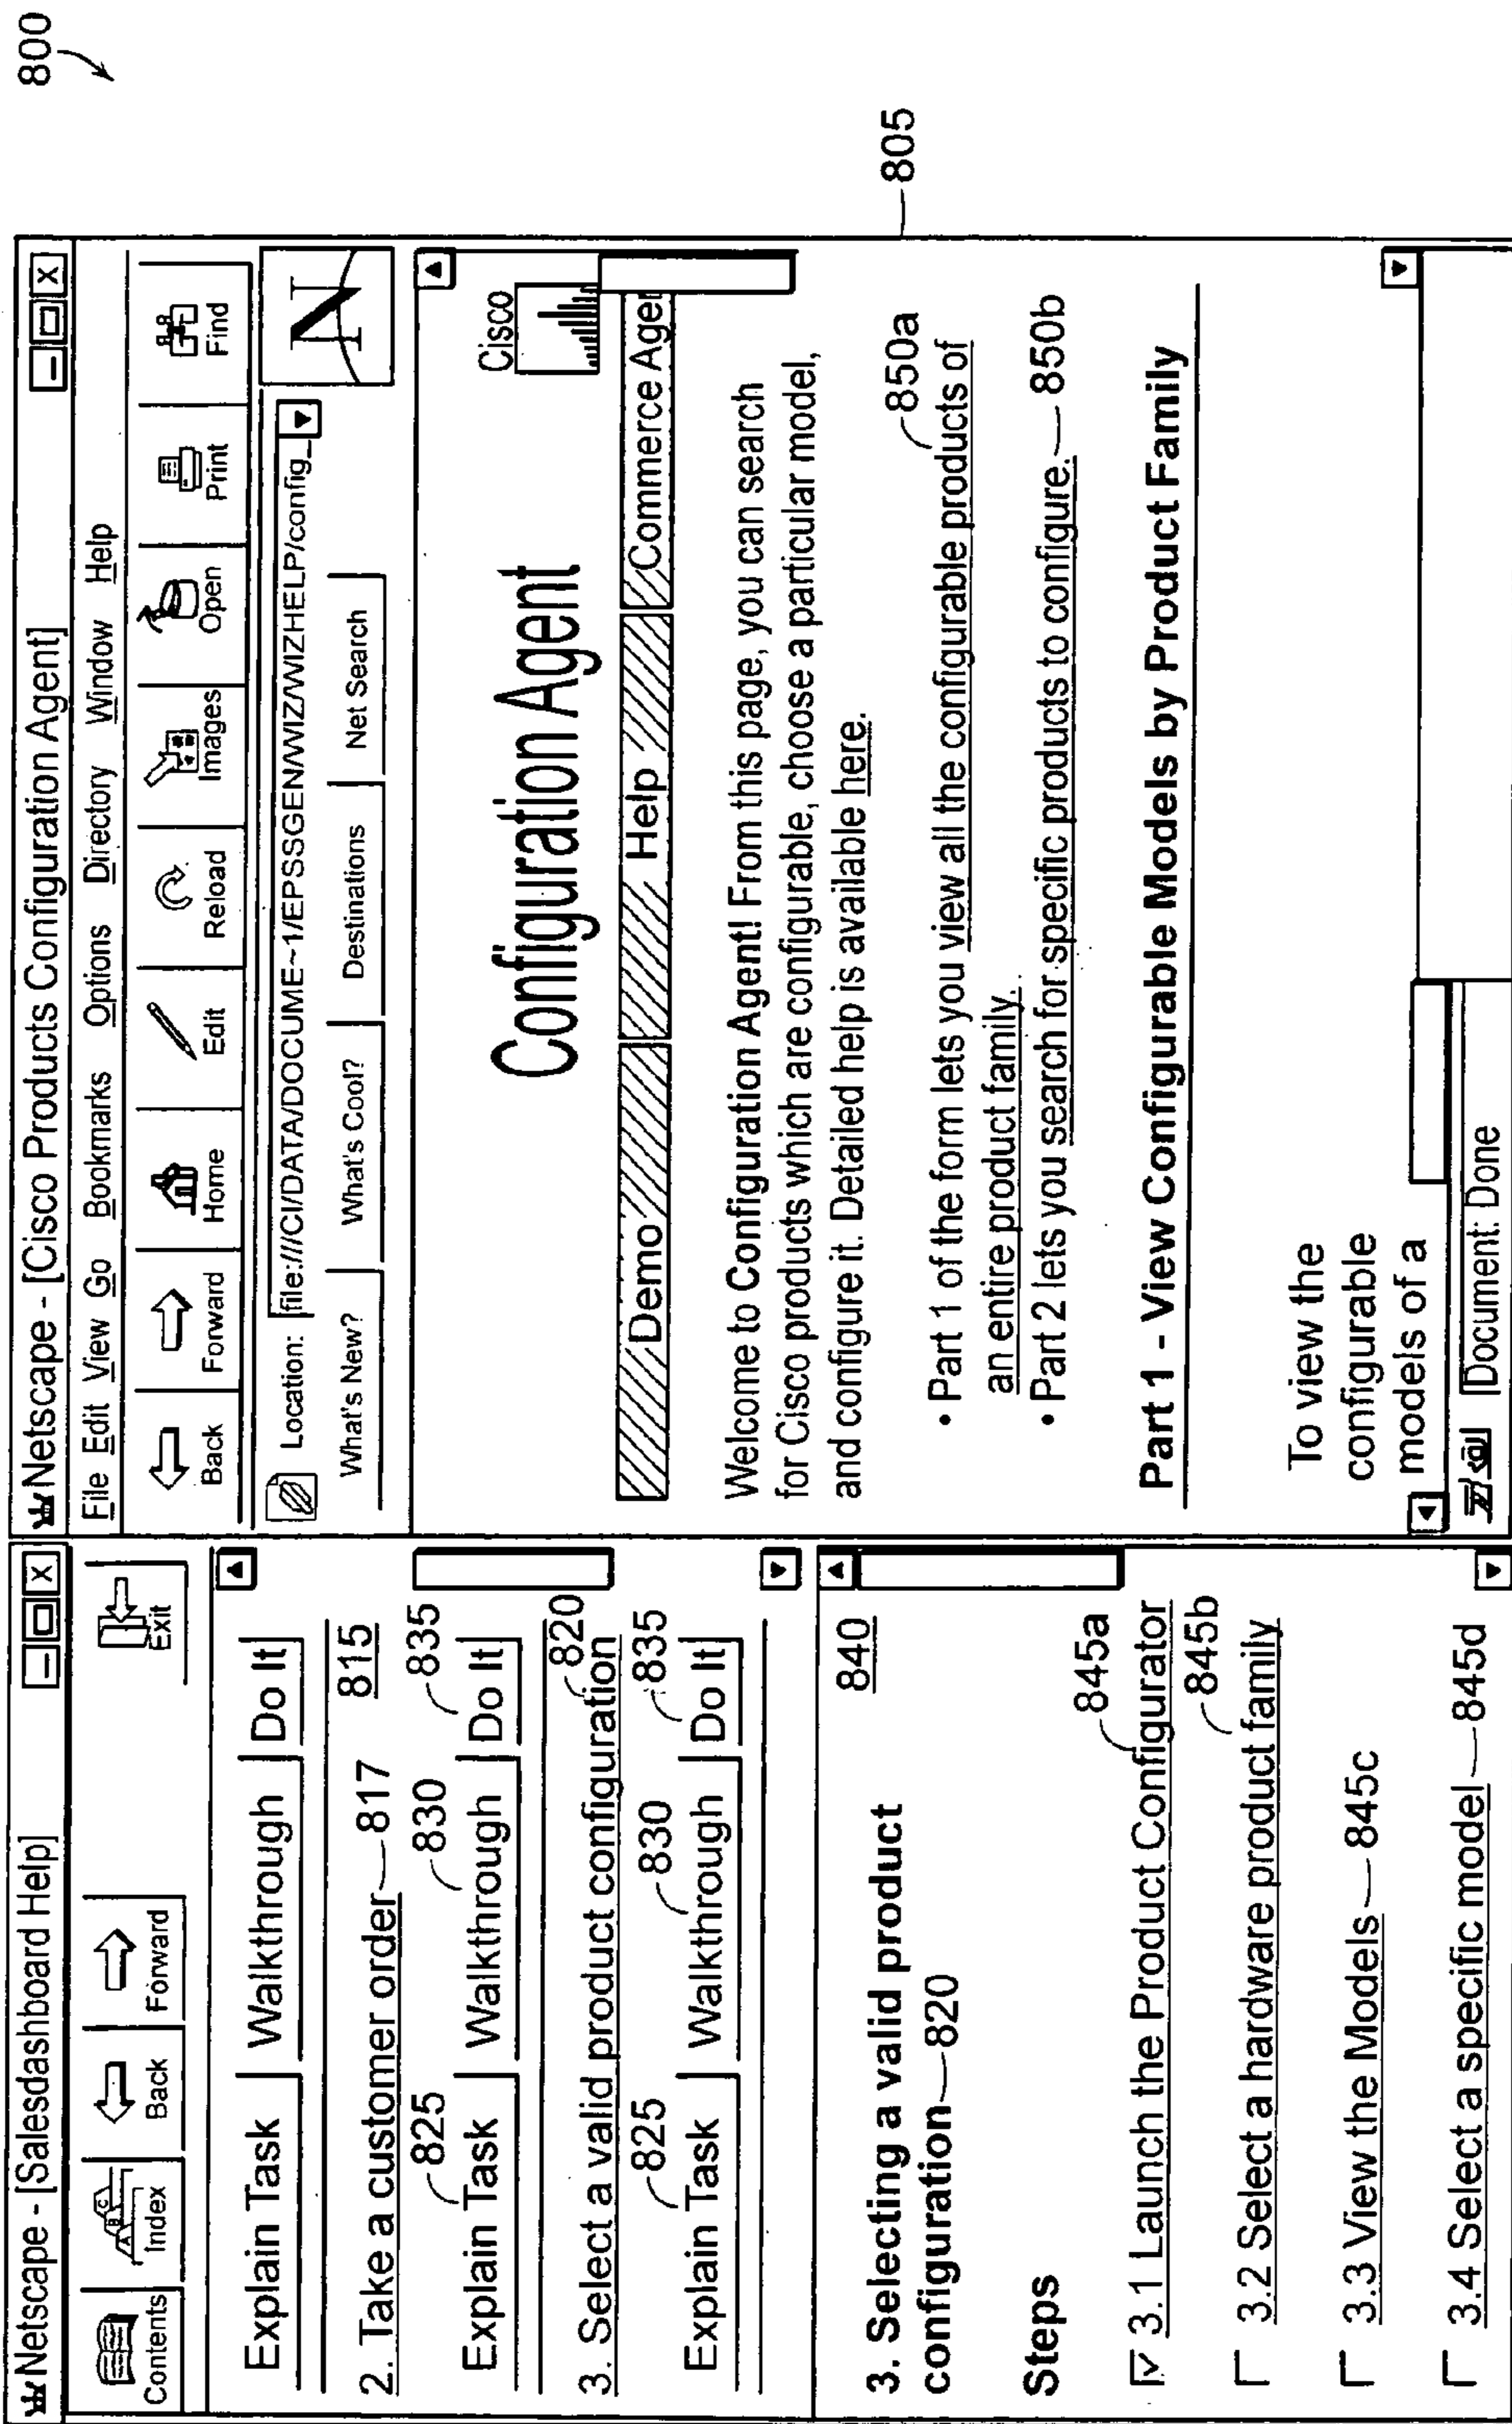 800
Netscape - [Salesdashboard Help]
Contents
Index
Back
Forward
Exit
Explain Task Walkthrough Do It
815
2. Take a customer order 817
825 830 835
Explain Task Walkthrough Do It
820
3. Select a valid product configuration
825 830 835
Explain Task Walkthrough Do It
840
3. Selecting a valid product
configuration 820
Steps
845a
3.1 Launch the Product Configurator
845b
3.2 Select a hardware product family
3.3 View the Models 845c
3.4 Select a specific model 845d
Netscape - [Cisco Products Configuration Agent]
File Edit View Go Bookmarks Options Directory Window Help
Back
Forward
Home
Edit
Reload
Images
Open
Print
Find
Location: file:///CI/DATA/DOCUME~1/EPSSGEN/WIZ/WIZHELP/config_
N
What's New? What's Cool? Destinations Net Search
Cisco
Configuration Agent
Demo Help Commerce Agen
Welcome to Configuration Agent! From this page, you can search
for Cisco products which are configurable, choose a particular model,
and configure it. Detailed help is available here.
805
850a
• Part 1 of the form lets you view all the configurable products of
an entire product family.
• Part 2 lets you search for specific products to configure. 850b
Part 1 - View Configurable Models by Product Family
To view the
configurable
models of a
Document: Done